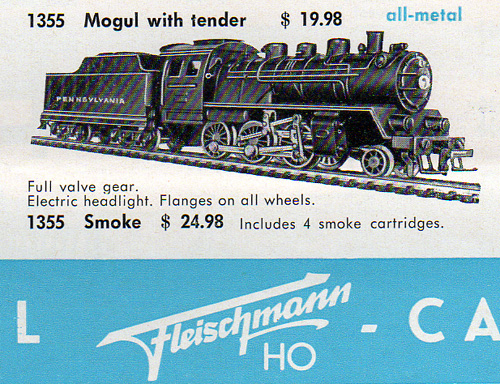 1355 Mogul with tender $ 19.98 all-metal
PENNSYLVANIA
Full valve gear.
Electric headlight. Flanges on all wheels.
1355 Smoke $ 24.98 Includes 4 smoke cartridges.
L Fleischmann HO - CA